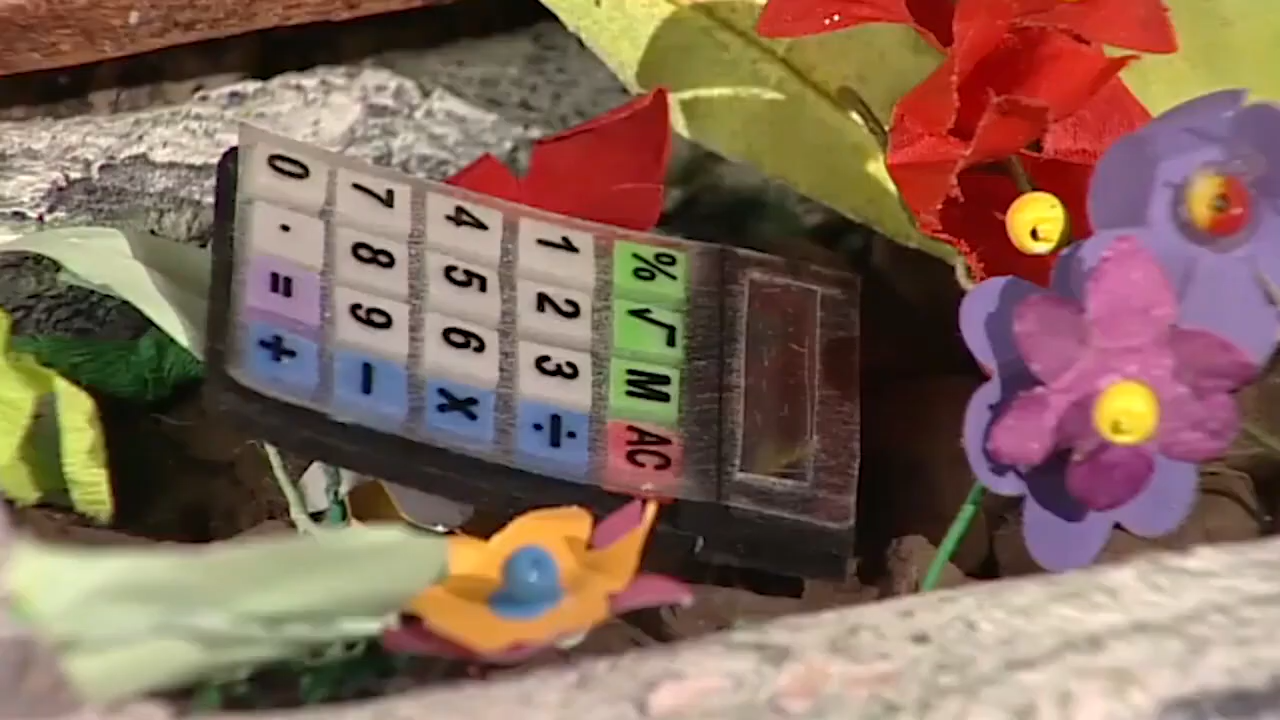 % √ M AC
1 2 3 ÷
4 5 6 X
7 8 9 -
0 . = +